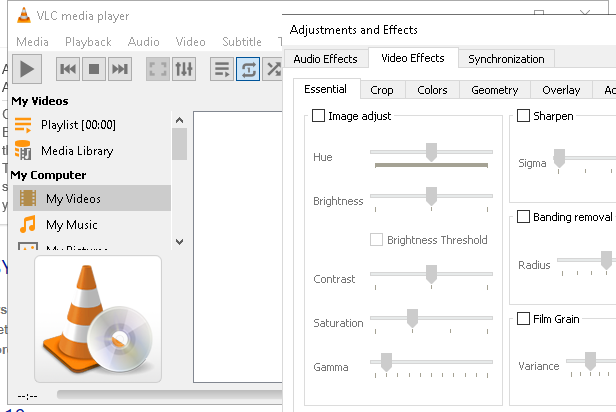 VLC media player
Media Playback Audio Video Subtitle
My Videos
Playlist [00:00]
Media Library
My Computer
My Videos
My Music
My Pictures
--:--
Adjustments and Effects
Audio Effects Video Effects Synchronization
Essential Crop Colors Geometry Overlay
Image adjust
Hue
Brightness
Brightness Threshold
Contrast
Saturation
Gamma
Sharpen
Sigma
Banding removal
Radius
Film Grain
Variance